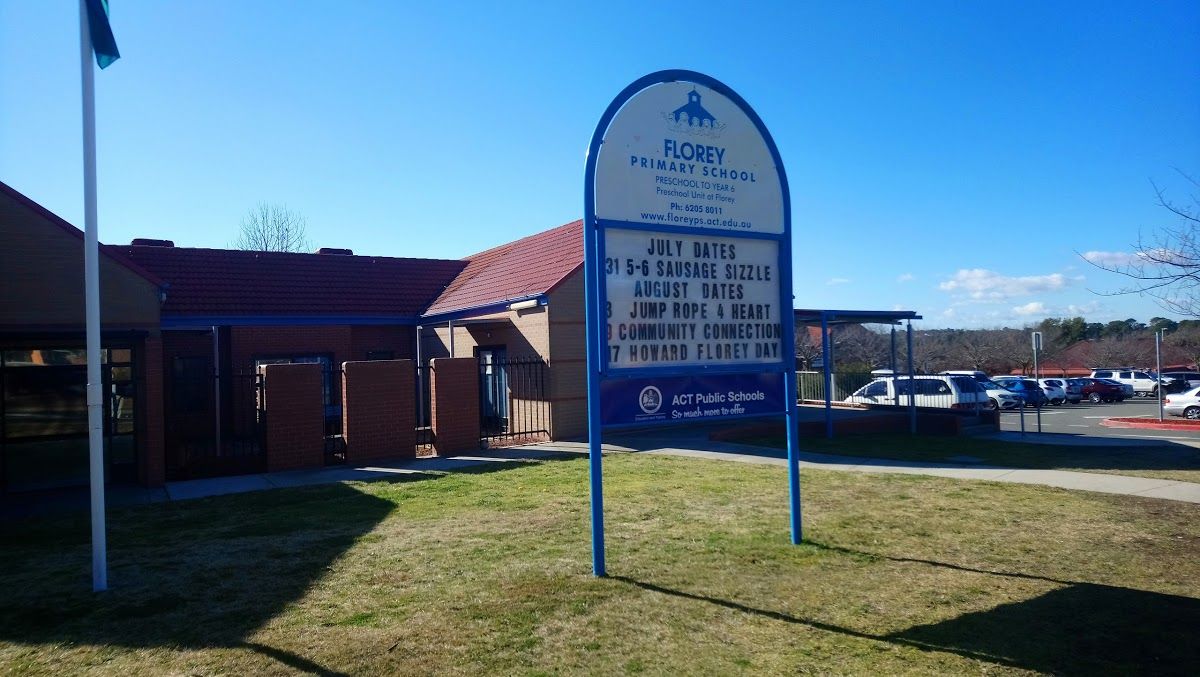 FLOREY
PRIMARY SCHOOL
PRESCHOOL TO YEAR 6
Preschool Unit at Florey
Ph: 6205 8011
www.floreyps.act.edu.au
JULY DATES
31 5-6 SAUSAGE SIZZLE
AUGUST DATES
3 JUMP ROPE 4 HEART
9 COMMUNITY CONNECTION
17 HOWARD FLOREY DAY
ACT Public Schools
So much more to offer